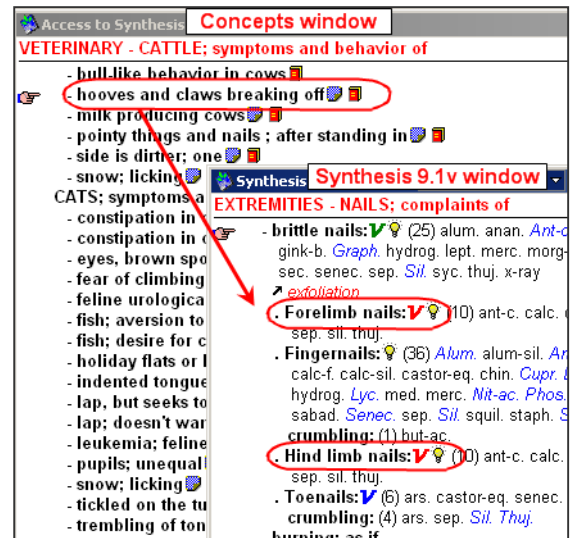 Access to Synthesis
Concepts window
VETERINARY - CATTLE; symptoms and behavior of
- bull-like behavior in cows
- hooves and claws breaking off
- milk producing cows
- pointy things and nails ; after standing in
- side is dirtier; one
- snow; licking
CATS; symptoms a
- constipation in
- constipation in
- eyes, brown spo
- fear of climbing
- feline urologica
- fish; aversion to
- fish; desire for c
- holiday flats or
- indented tongue
- lap, but seeks to
- lap; doesn't war
- leukemia; feline
- pupils; unequal
- snow; licking
- tickled on the tu
- trembling of ton
Synthesis
Synthesis 9.1v window
EXTREMITIES - NAILS; complaints of
- brittle nails: V (25) alum. anan. Ant-c
gink-b. Graph. hydrog. lept. merc. morg-
sec. senec. sep. Sil. syc. thuj. x-ray
exfoliation
. Forelimb nails: V (10) ant-c. calc.
sep. sil. thuj.
. Fingernails: (36) Alum. alum-sil.
calc-f. calc-sil. castor-eq. chin. Cupr.
hydrog. Lyc. med. merc. Nit-ac. Phos.
sabad. Senec. sep. Sil. squil. staph. S
crumbling: (1) but-ac.
. Hind limb nails: V (10) ant-c. calc.
sep. sil. thuj.
. Toenails: V (6) ars. castor-eq. senec.
crumbling: (4) ars. sep. Sil. Thuj.
burning; as if